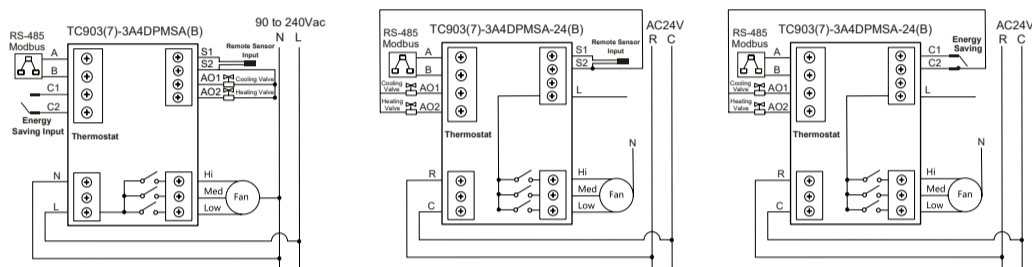 90 to 240Vac
TC903(7)-3A4DPMSA(B)
N L
RS-485
Modbus
A
B
C1
C2
Energy
Saving Input
Thermostat
S1
S2
Remote Sensor
Input
AO1
Cooling Valve
AO2
Heating Valve
N
L
Hi
Med
Low
Fan
TC903(7)-3A4DPMSA-24(B)
AC24V
R C
RS-485
Modbus
A
B
Cooling
Valve
AO1
Heating
Valve
AO2
Thermostat
S1
S2
Remote Sensor
Input
L
N
R
C
Hi
Med
Low
Fan
TC903(7)-3A4DPMSA-24(B)
AC24V
R C
RS-485
Modbus
A
B
Cooling
Valve
AO1
Heating
Valve
AO2
Thermostat
C1
C2
Energy
Saving
L
N
R
C
Hi
Med
Low
Fan